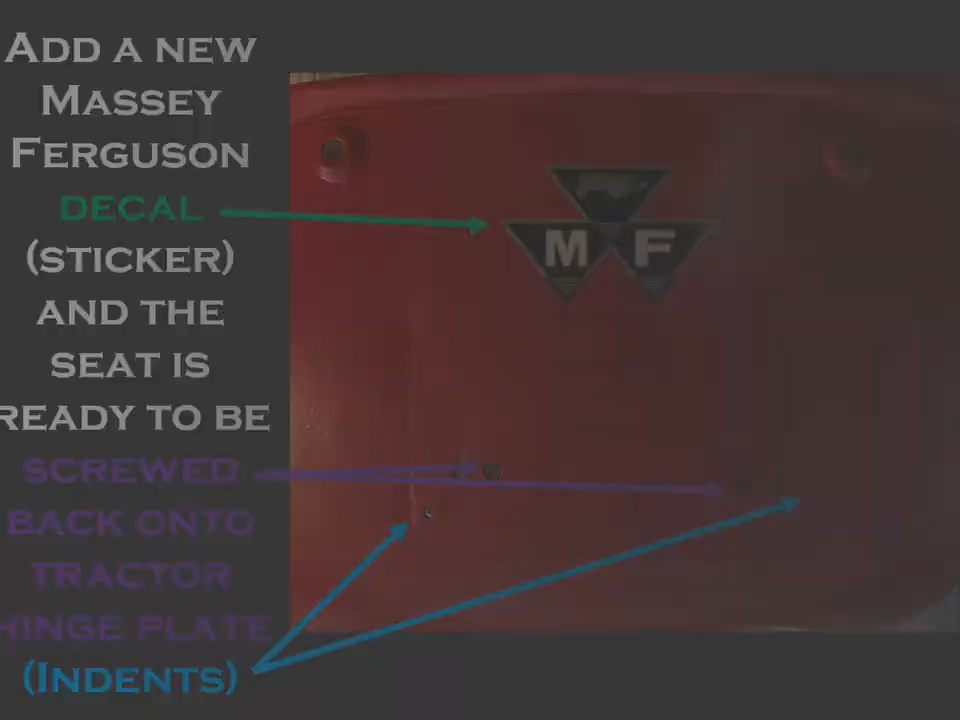 Add a new
Massey
Ferguson
decal
(sticker)
and the
seat is
ready to be
screwed
back onto
tractor
hinge plate
(Indents)
M F